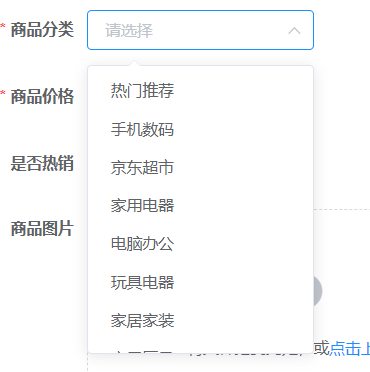 * 商品分类
请选择
热门推荐
* 商品价格
手机数码
是否热销
京东超市
家用电器
商品图片
电脑办公
玩具电器
家居家装
或点击上